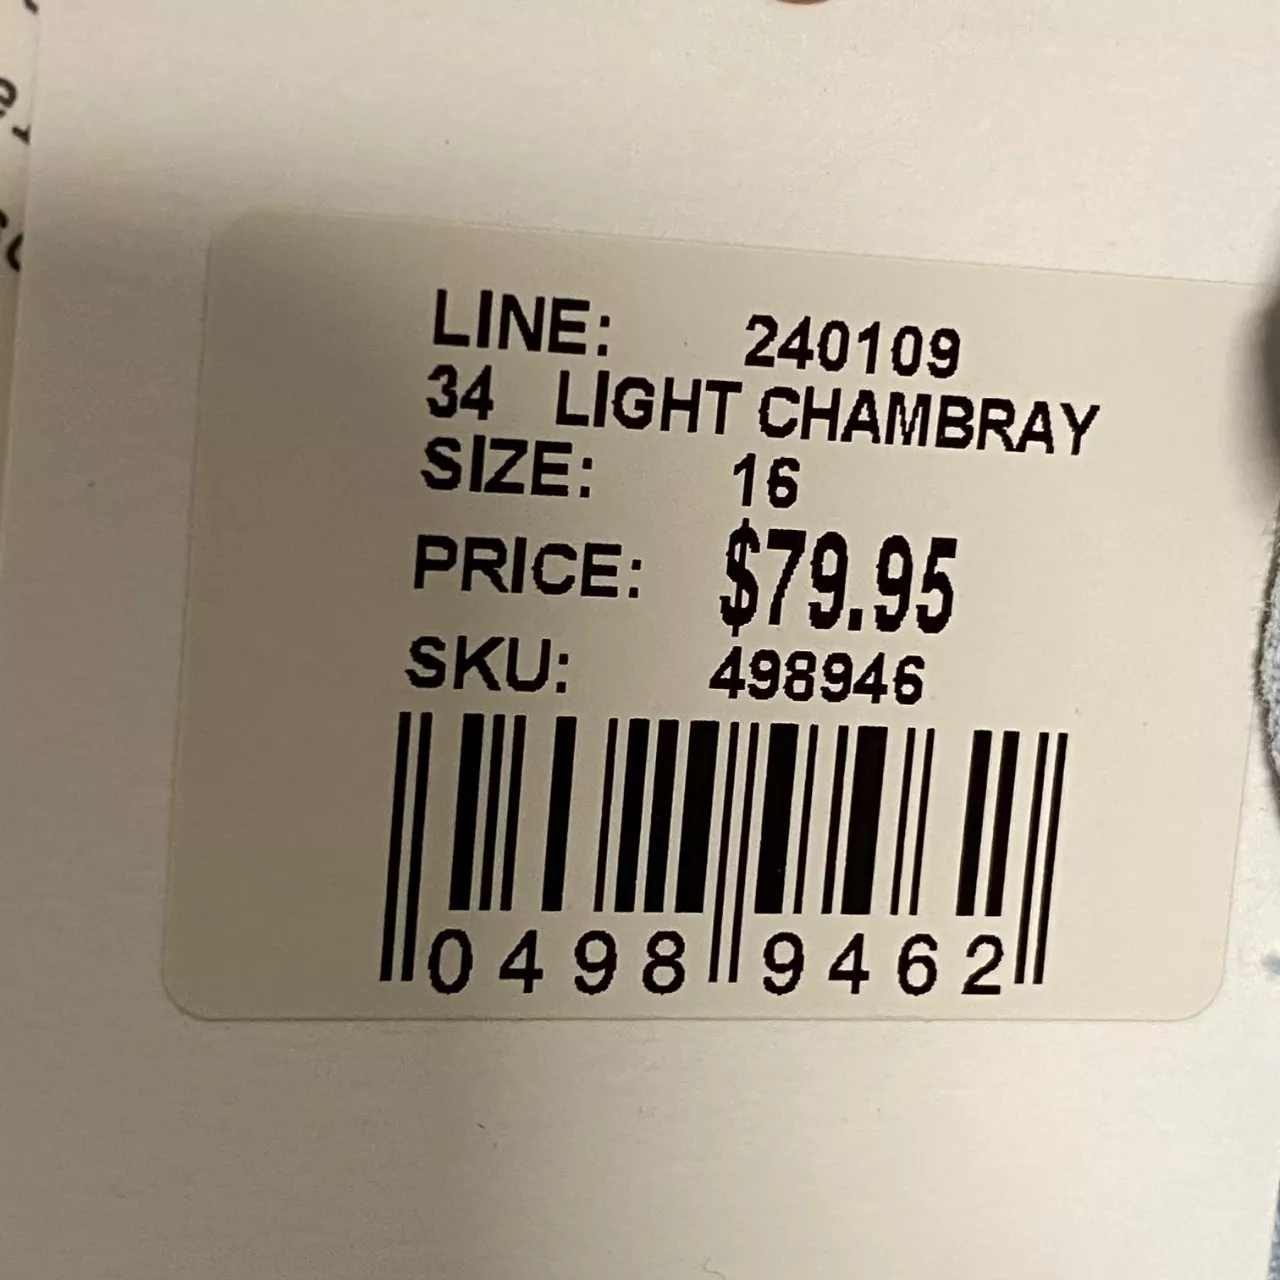 LINE: 240109
34 LIGHT CHAMBRAY
SIZE: 16
PRICE: $79.95
SKU: 498946
0498 9462